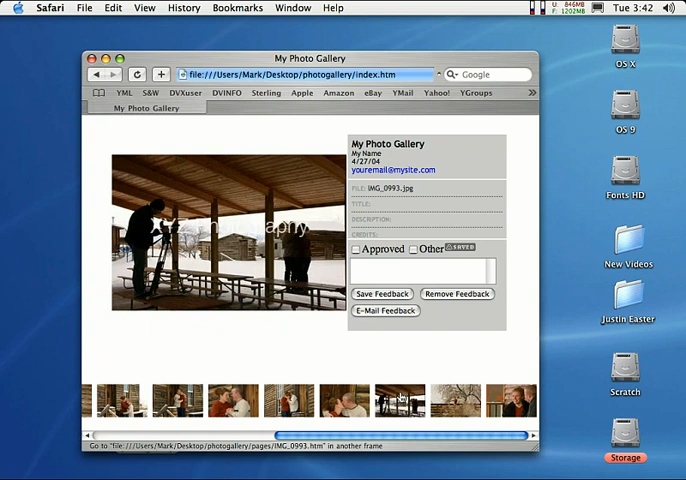 Safari File Edit View History Bookmarks Window Help U: 846MB F: 1202MB Tue 3:42
My Photo Gallery
file:///Users/Mark/Desktop/photogallery/index.htm Google
YML S&W DVXuser DVINFO Sterling Apple Amazon eBay YMail Yahoo! YGroups
My Photo Gallery
My Photo Gallery
My Name
4/27/04
youremail@mysite.com
FILE: IMG_0993.jpg
TITLE:
DESCRIPTION:
CREDITS:
XYZ Photography
Approved Other SAVED
Save Feedback Remove Feedback
E-Mail Feedback
Go to "file:///Users/Mark/Desktop/photogallery/pages/IMG_0993.htm" in another frame
OS X
OS 9
Fonts HD
New Videos
Justin Easter
Scratch
Storage